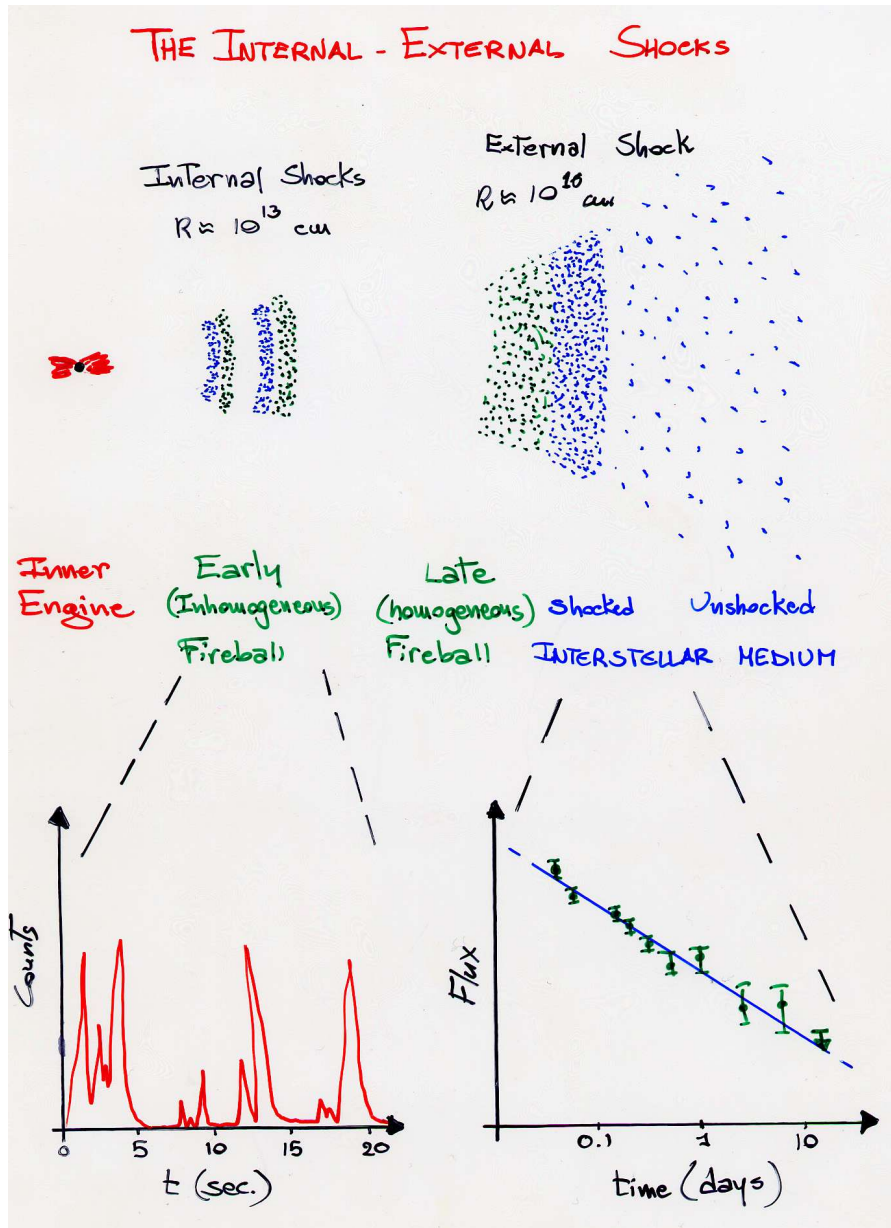 THE INTERNAL - EXTERNAL SHOCKS
Internal Shocks
R ≈ 10^13 cm
External Shock
R ≈ 10^16 cm
Inner
Engine
Early
(Inhomogeneous)
Fireball
Late
(homogeneous)
Fireball
Shocked Unshocked
INTERSTELLAR MEDIUM
Counts
0 5 10 15 20
t (sec.)
Flux
0.1 1 10
time (days)